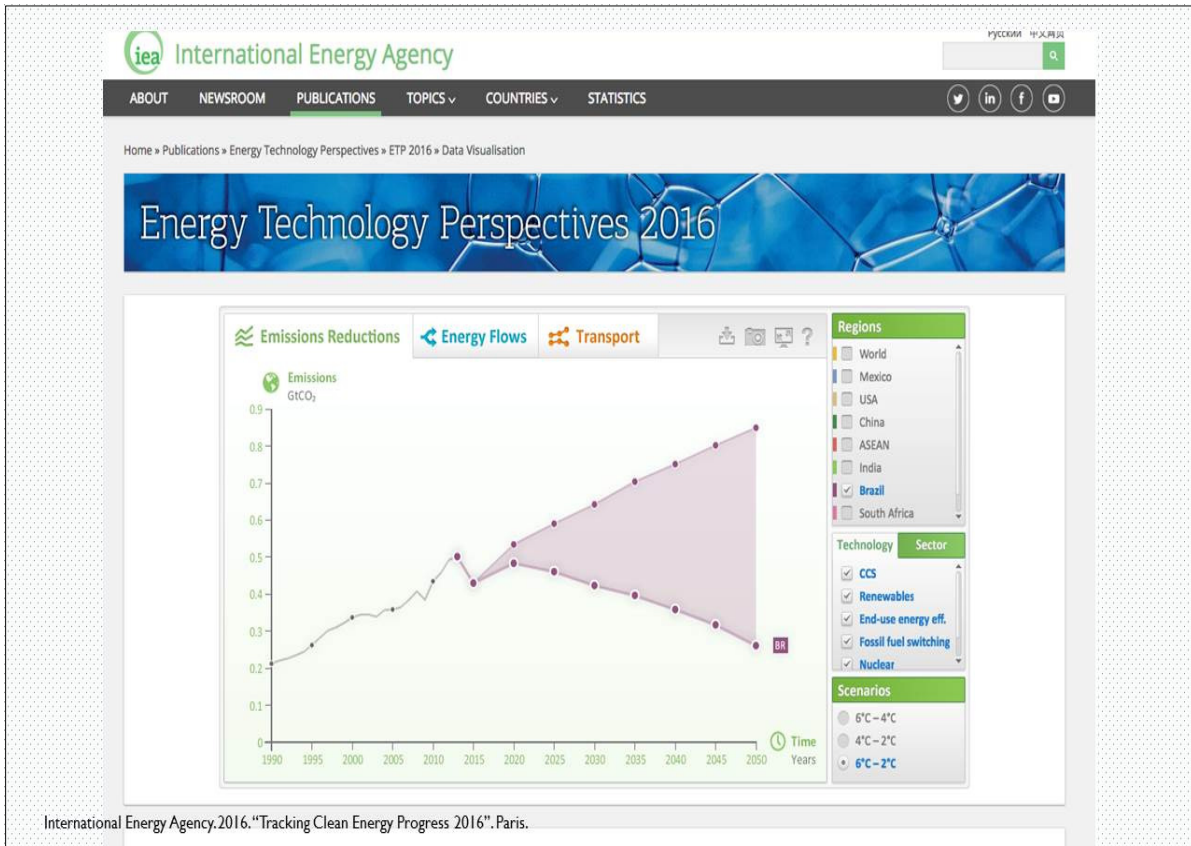 Русский 中文网页
iea International Energy Agency
ABOUT NEWSROOM PUBLICATIONS TOPICS COUNTRIES STATISTICS
in f
Home » Publications » Energy Technology Perspectives » ETP 2016 » Data Visualisation
Energy Technology Perspectives 2016
Emissions Reductions Energy Flows Transport ?
Emissions
GtCO₂
0.9
0.8
0.7
0.6
0.5
0.4
0.3
0.2
0.1
0
BR
1990 1995 2000 2005 2010 2015 2020 2025 2030 2035 2040 2045 2050
Time
Years
Regions
World
Mexico
USA
China
ASEAN
India
Brazil
South Africa
Technology Sector
CCS
Renewables
End-use energy eff.
Fossil fuel switching
Nuclear
Scenarios
6°C – 4°C
4°C – 2°C
6°C – 2°C
International Energy Agency.2016.“Tracking Clean Energy Progress 2016”. Paris.